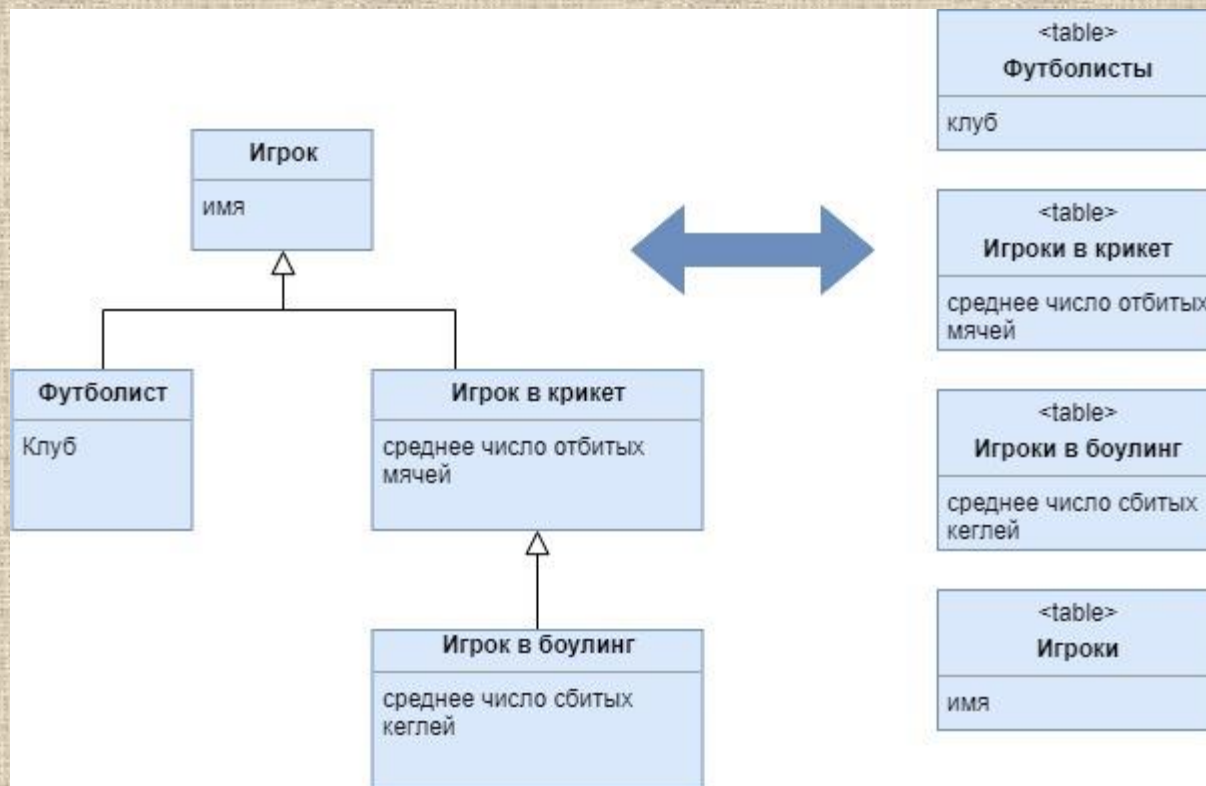 Игрок
имя
Футболист
Клуб
Игрок в крикет
среднее число отбитых
мячей
Игрок в боулинг
среднее число сбитых
кеглей
<table>
Футболисты
клуб
<table>
Игроки в крикет
среднее число отбитых
мячей
<table>
Игроки в боулинг
среднее число сбитых
кеглей
<table>
Игроки
имя